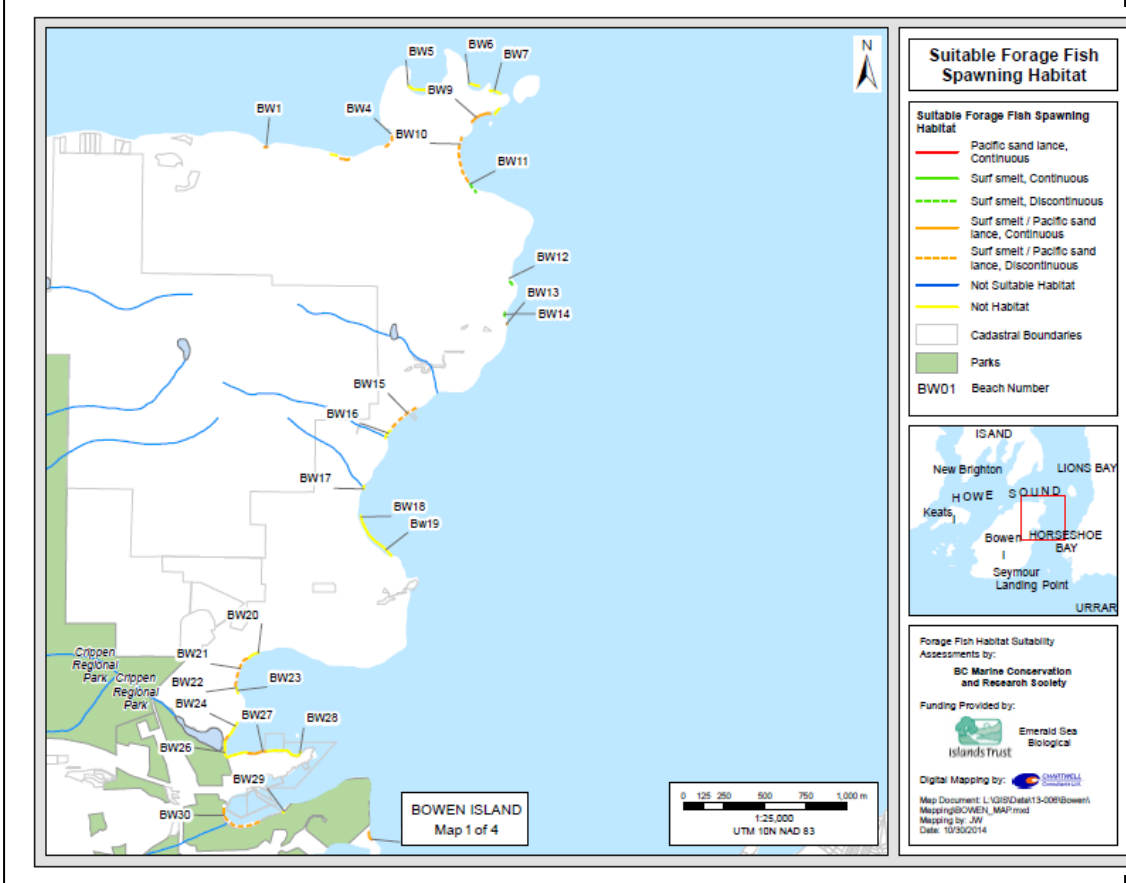 BW5
BW6
BW7
BW9
BW1
BW4
BW10
BW11
BW12
BW13
BW14
BW15
BW16
BW17
BW18
Bw19
BW20
BW21
BW22
BW23
BW24
BW27
BW28
BW26
BW29
BW30
Crippen
Regional
Park
Crippen
Regional
Park
BOWEN ISLAND
Map 1 of 4
0 125 250 500 750 1,000 m
1:25,000
UTM 10N NAD 83
N
Suitable Forage Fish
Spawning Habitat
Suitable Forage Fish Spawning
Habitat
Pacific sand lance,
Continuous
Surf smelt, Continuous
Surf smelt, Discontinuous
Surf smelt / Pacific sand
lance, Continuous
Surf smelt / Pacific sand
lance, Discontinuous
Not Suitable Habitat
Not Habitat
Cadastral Boundaries
Parks
BW01 Beach Number
ISLAND
New Brighton
LIONS BAY
HOWE SOUND
Keats
I
Bowen
I
HORSESHOE
BAY
Seymour
Landing Point
URRAR
Forage Fish Habitat Suitability
Assessments by:
BC Marine Conservation
and Research Society
Funding Provided by:
islands Trust
Emerald Sea
Biological
Digital Mapping by:
CHARTWELL
Consultants Ltd.
Map Document: L:\GIS\Data\13-006\Bowen\
Mapping\BOWEN_MAP.mxd
Mapping by: JW
Date: 10/30/2014